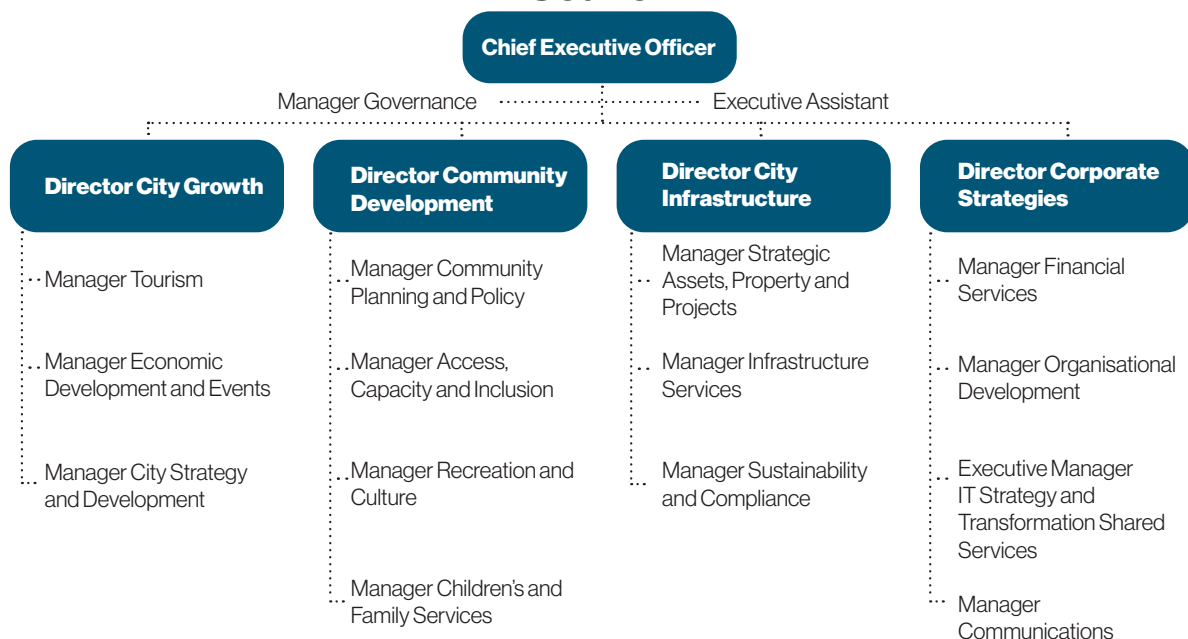 Chief Executive Officer
Manager Governance
Executive Assistant
Director City Growth
Manager Tourism
Manager Economic
Development and Events
Manager City Strategy
and Development
Director Community
Development
Manager Community
Planning and Policy
Manager Access,
Capacity and Inclusion
Manager Recreation and
Culture
Manager Children’s and
Family Services
Director City
Infrastructure
Manager Strategic
Assets, Property and
Projects
Manager Infrastructure
Services
Manager Sustainability
and Compliance
Director Corporate
Strategies
Manager Financial
Services
Manager Organisational
Development
Executive Manager
IT Strategy and
Transformation Shared
Services
Manager
Communications